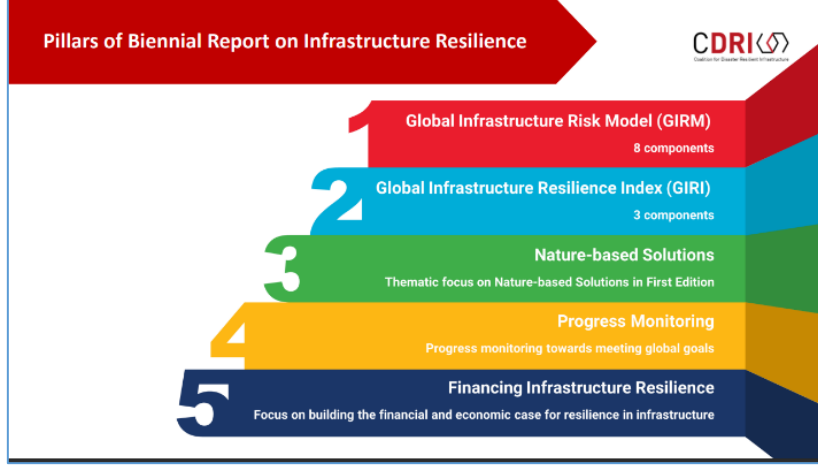 Pillars of Biennial Report on Infrastructure Resilience
CDRI
Coalition for Disaster Resilient Infrastructure
1
Global Infrastructure Risk Model (GIRM)
8 components
2
Global Infrastructure Resilience Index (GIRI)
3 components
3
Nature-based Solutions
Thematic focus on Nature-based Solutions in First Edition
4
Progress Monitoring
Progress monitoring towards meeting global goals
5
Financing Infrastructure Resilience
Focus on building the financial and economic case for resilience in infrastructure